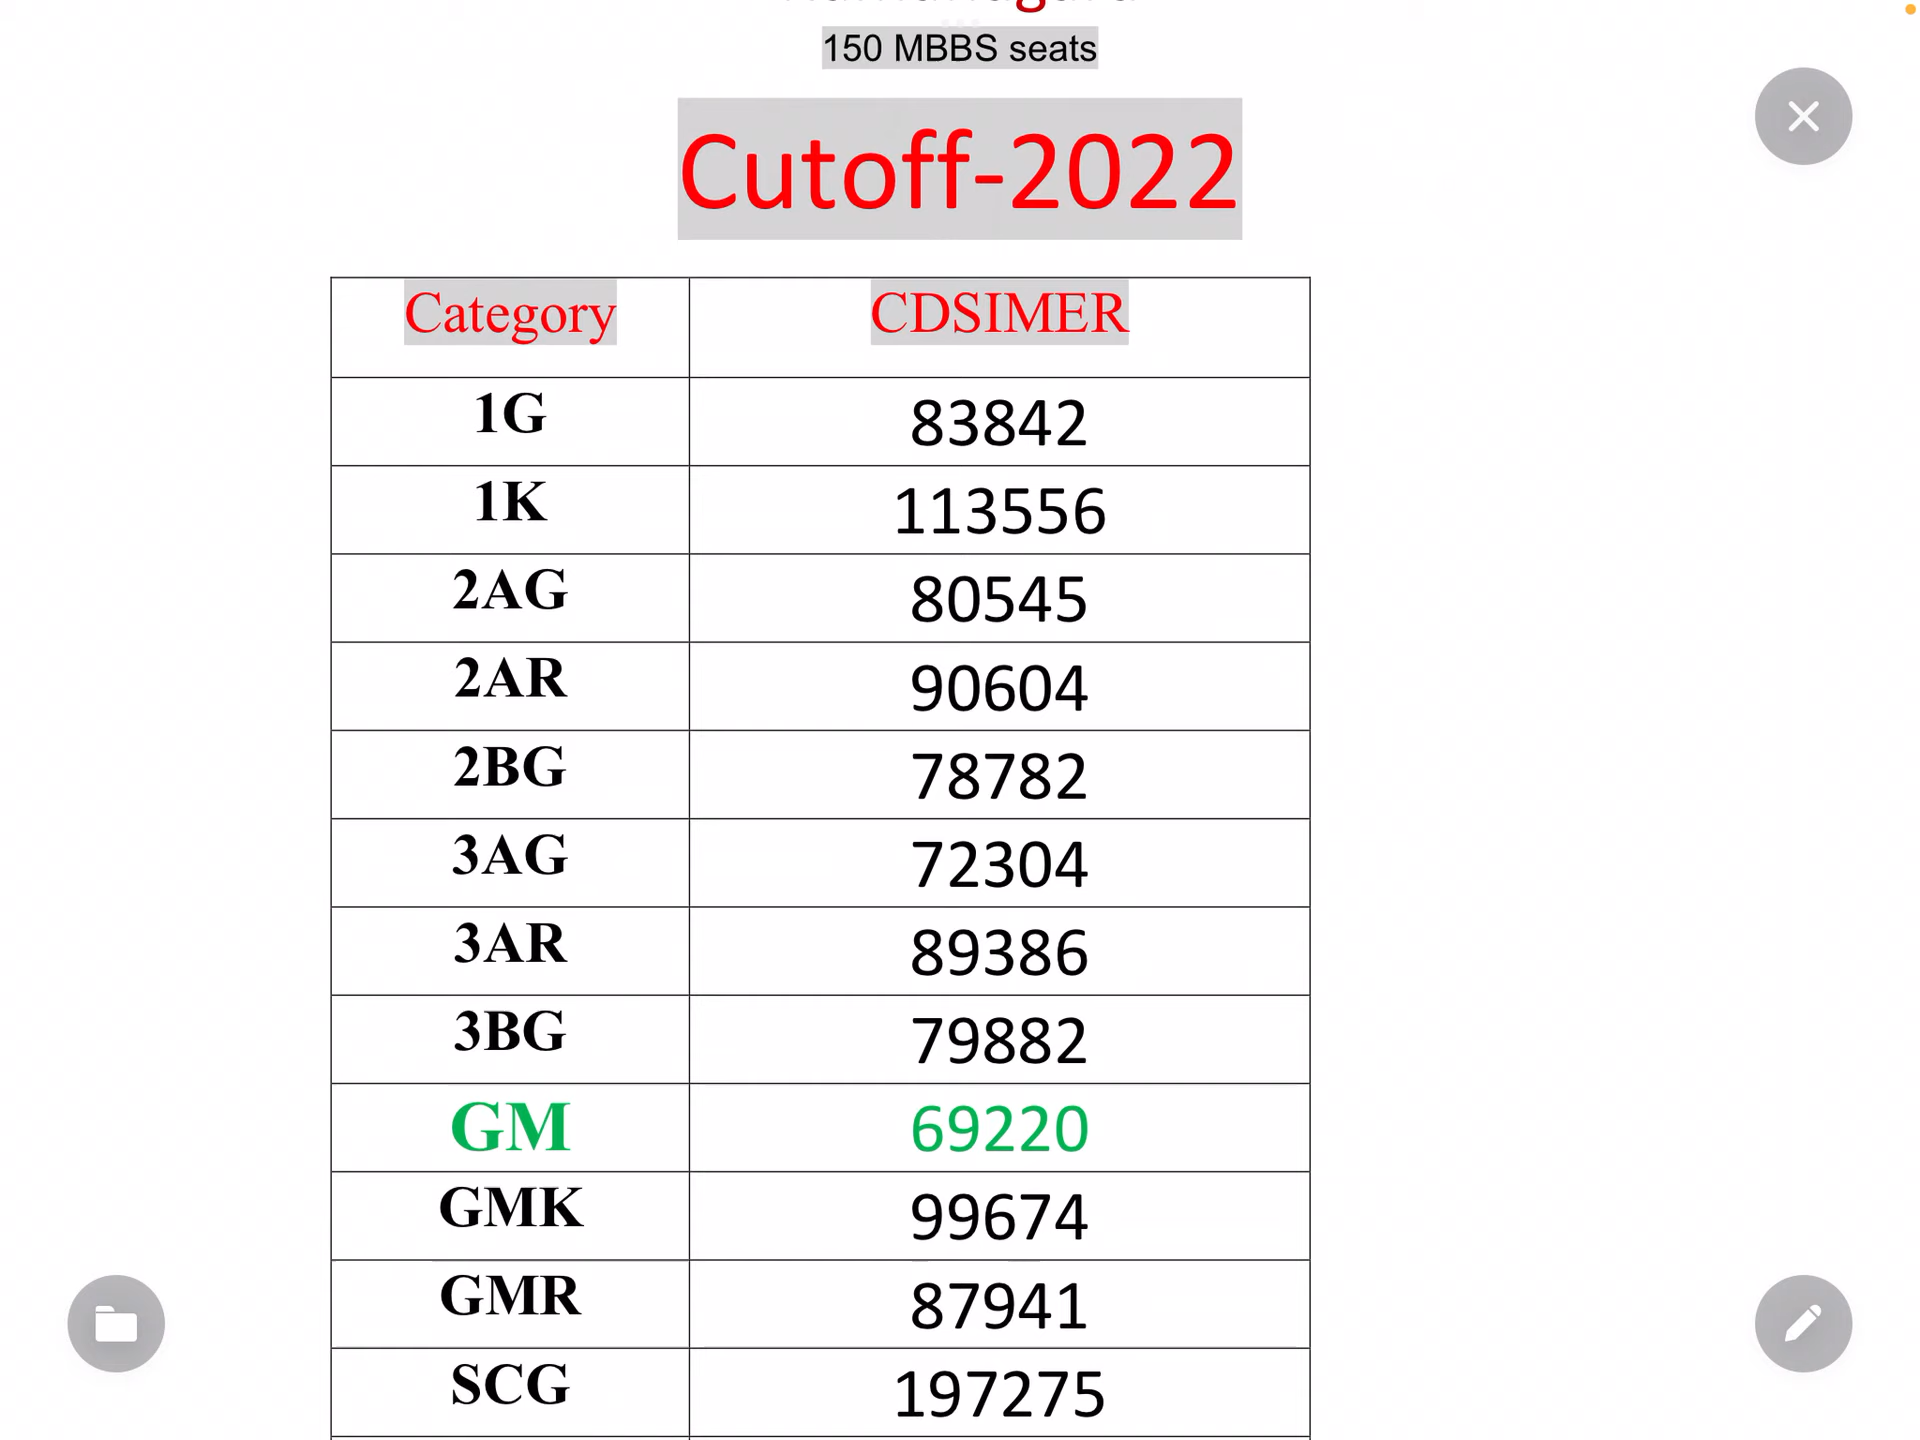 150 MBBS seats
Cutoff-2022
Category CDSIMER
1G 83842
1K 113556
2AG 80545
2AR 90604
2BG 78782
3AG 72304
3AR 89386
3BG 79882
GM 69220
GMK 99674
GMR 87941
SCG 197275